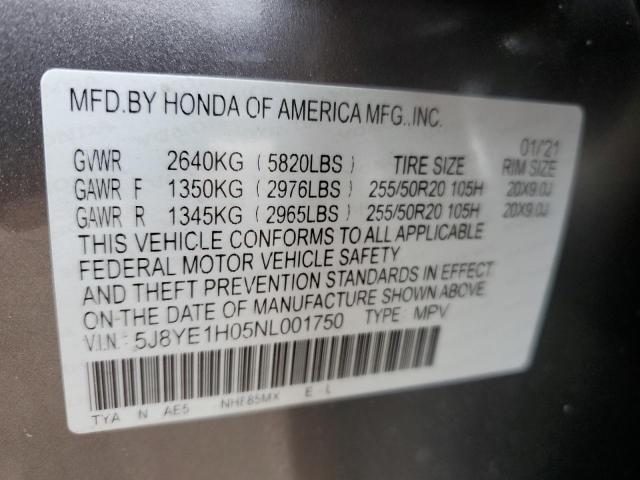 MFD.BY HONDA OF AMERICA MFG.,INC.
01/21
GVWR 2640KG (5820LBS) TIRE SIZE RIM SIZE
GAWR F 1350KG (2976LBS) 255/50R20 105H 20X9.0J
GAWR R 1345KG (2965LBS) 255/50R20 105H 20X9.0J
THIS VEHICLE CONFORMS TO ALL APPLICABLE
FEDERAL MOTOR VEHICLE SAFETY
AND THEFT PREVENTION STANDARDS IN EFFECT
ON-THE DATE OF MANUFACTURE SHOWN ABOVE.
V.I.N: 5J8YE1H05NL001750 TYPE MPV
TYA N AE5 E L